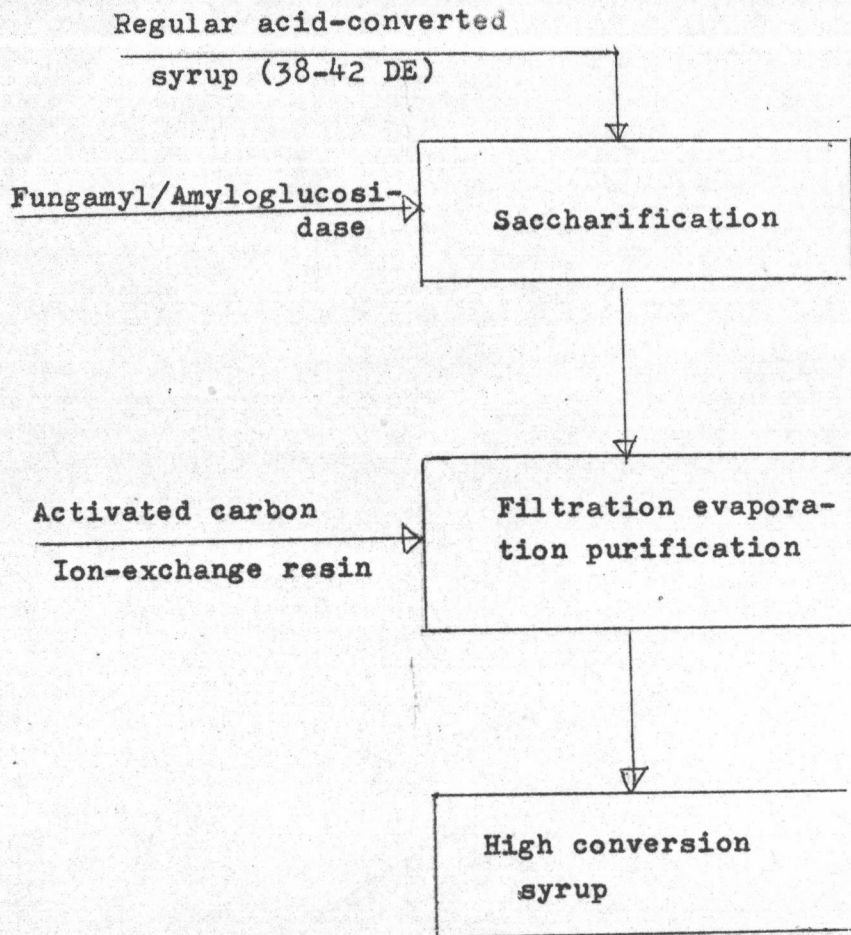 Regular acid-converted
syrup (38-42 DE)
Fungamyl/Amyloglucosi-
dase
Saccharification
Activated carbon
Ion-exchange resin
Filtration evapora-
tion purification
High conversion
syrup